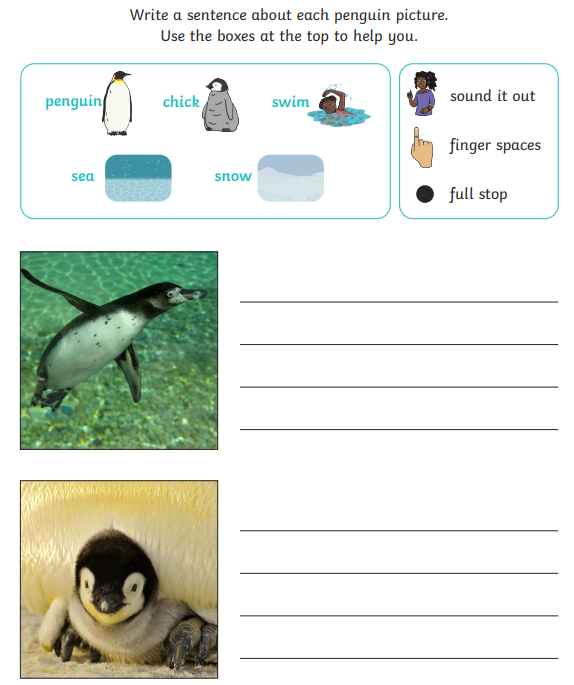 Write a sentence about each penguin picture.
Use the boxes at the top to help you.
penguin
chick
swim
sea
snow
sound it out
finger spaces
full stop